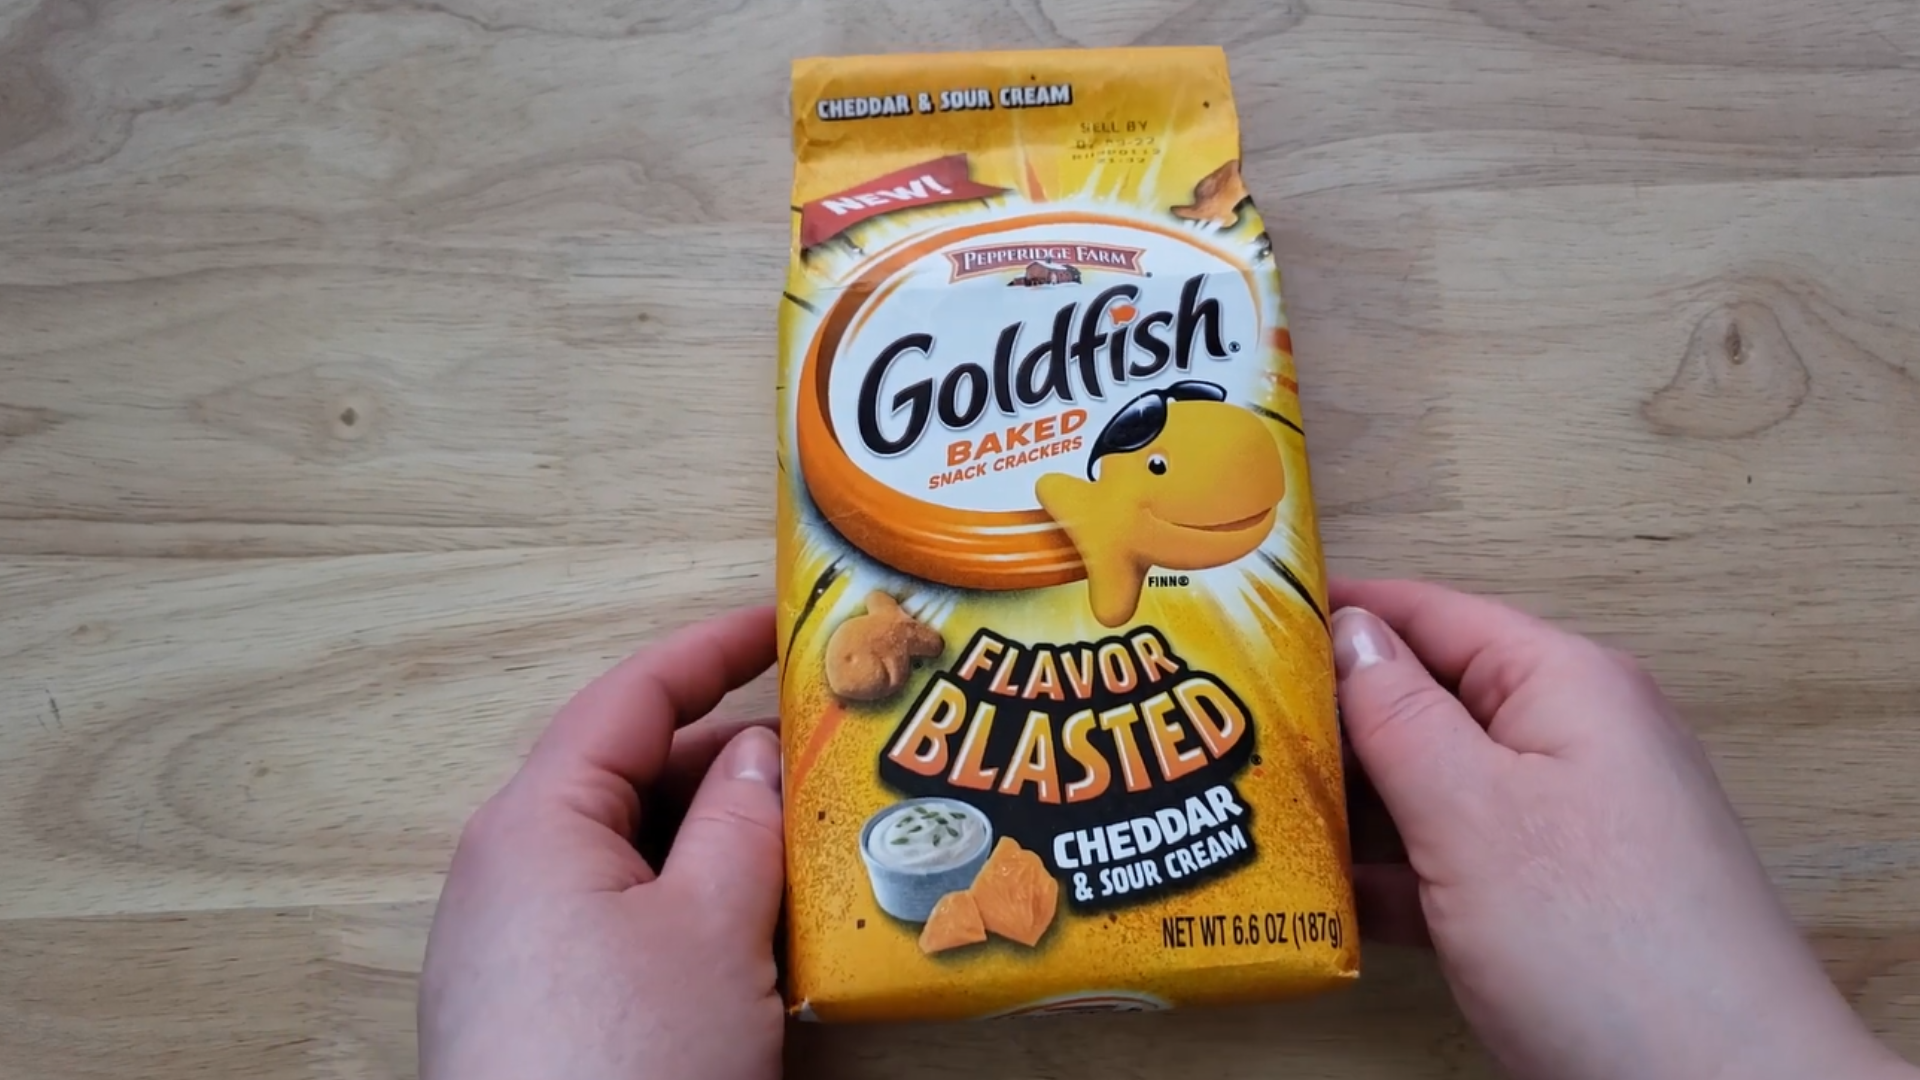 CHEDDAR & SOUR CREAM
SELL BY
NEW!
PEPPERIDGE FARM
Goldfish®
BAKED
SNACK CRACKERS
FINN®
FLAVOR
BLASTED®
CHEDDAR
& SOUR CREAM
NET WT 6.6 OZ (187g)